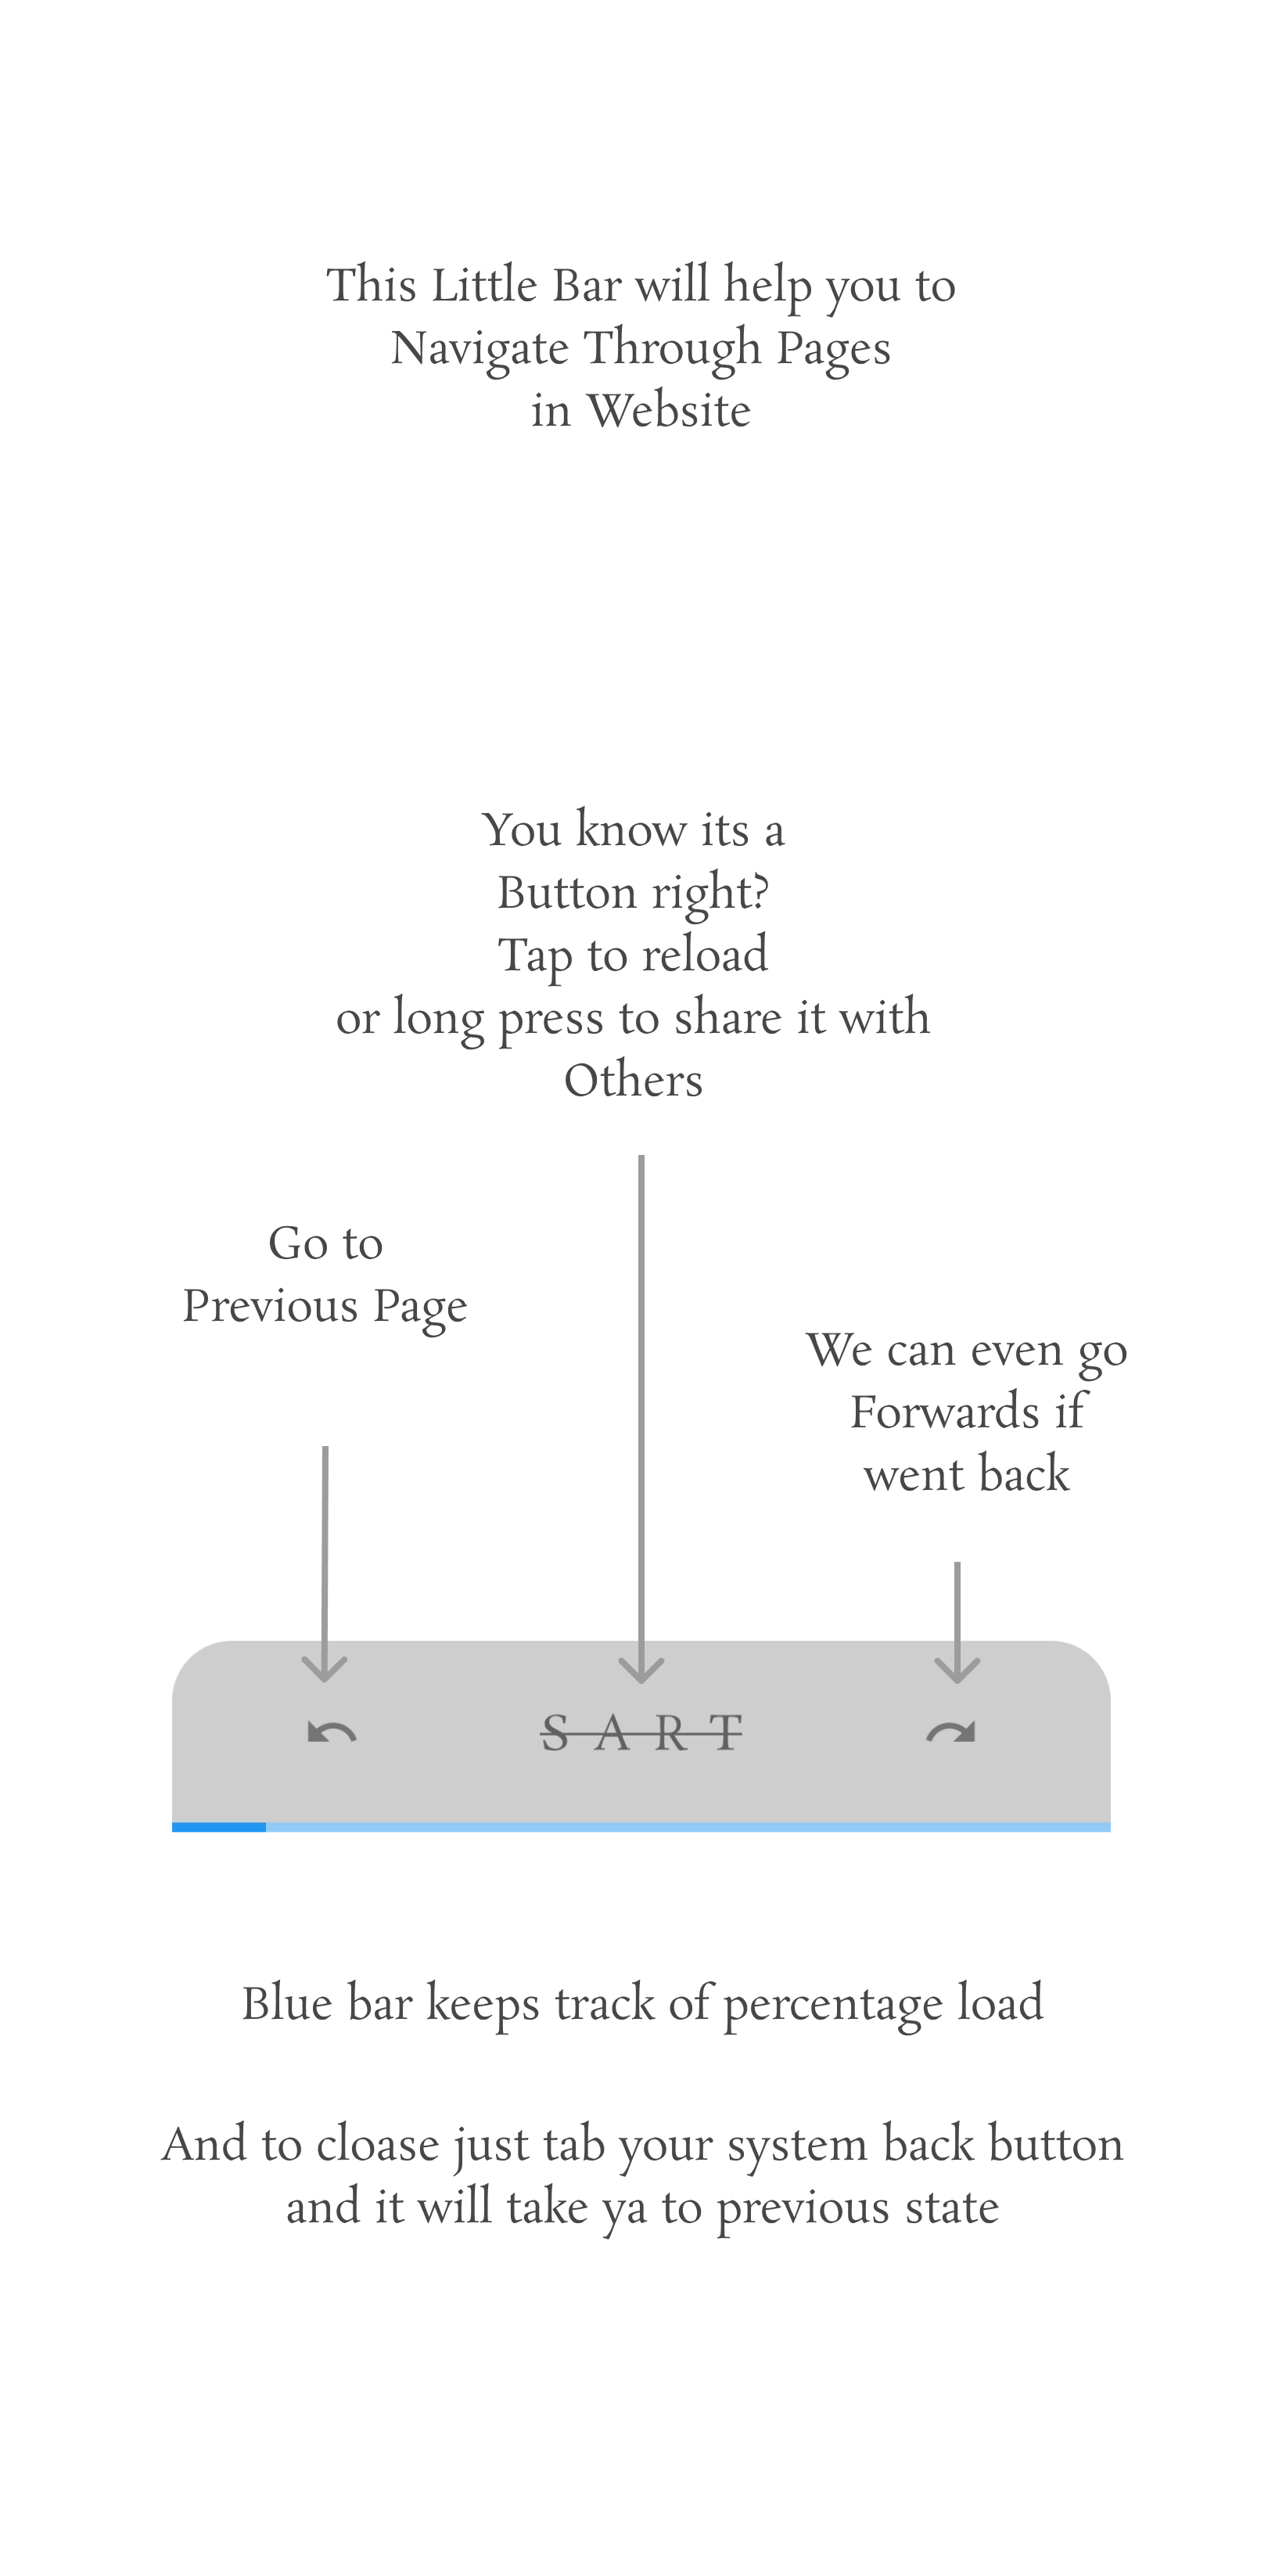 This Little Bar will help you to
Navigate Through Pages
in Website
You know its a
Button right?
Tap to reload
or long press to share it with
Others
Go to
Previous Page
We can even go
Forwards if
went back
S A R T
Blue bar keeps track of percentage load
And to cloase just tab your system back button
and it will take ya to previous state